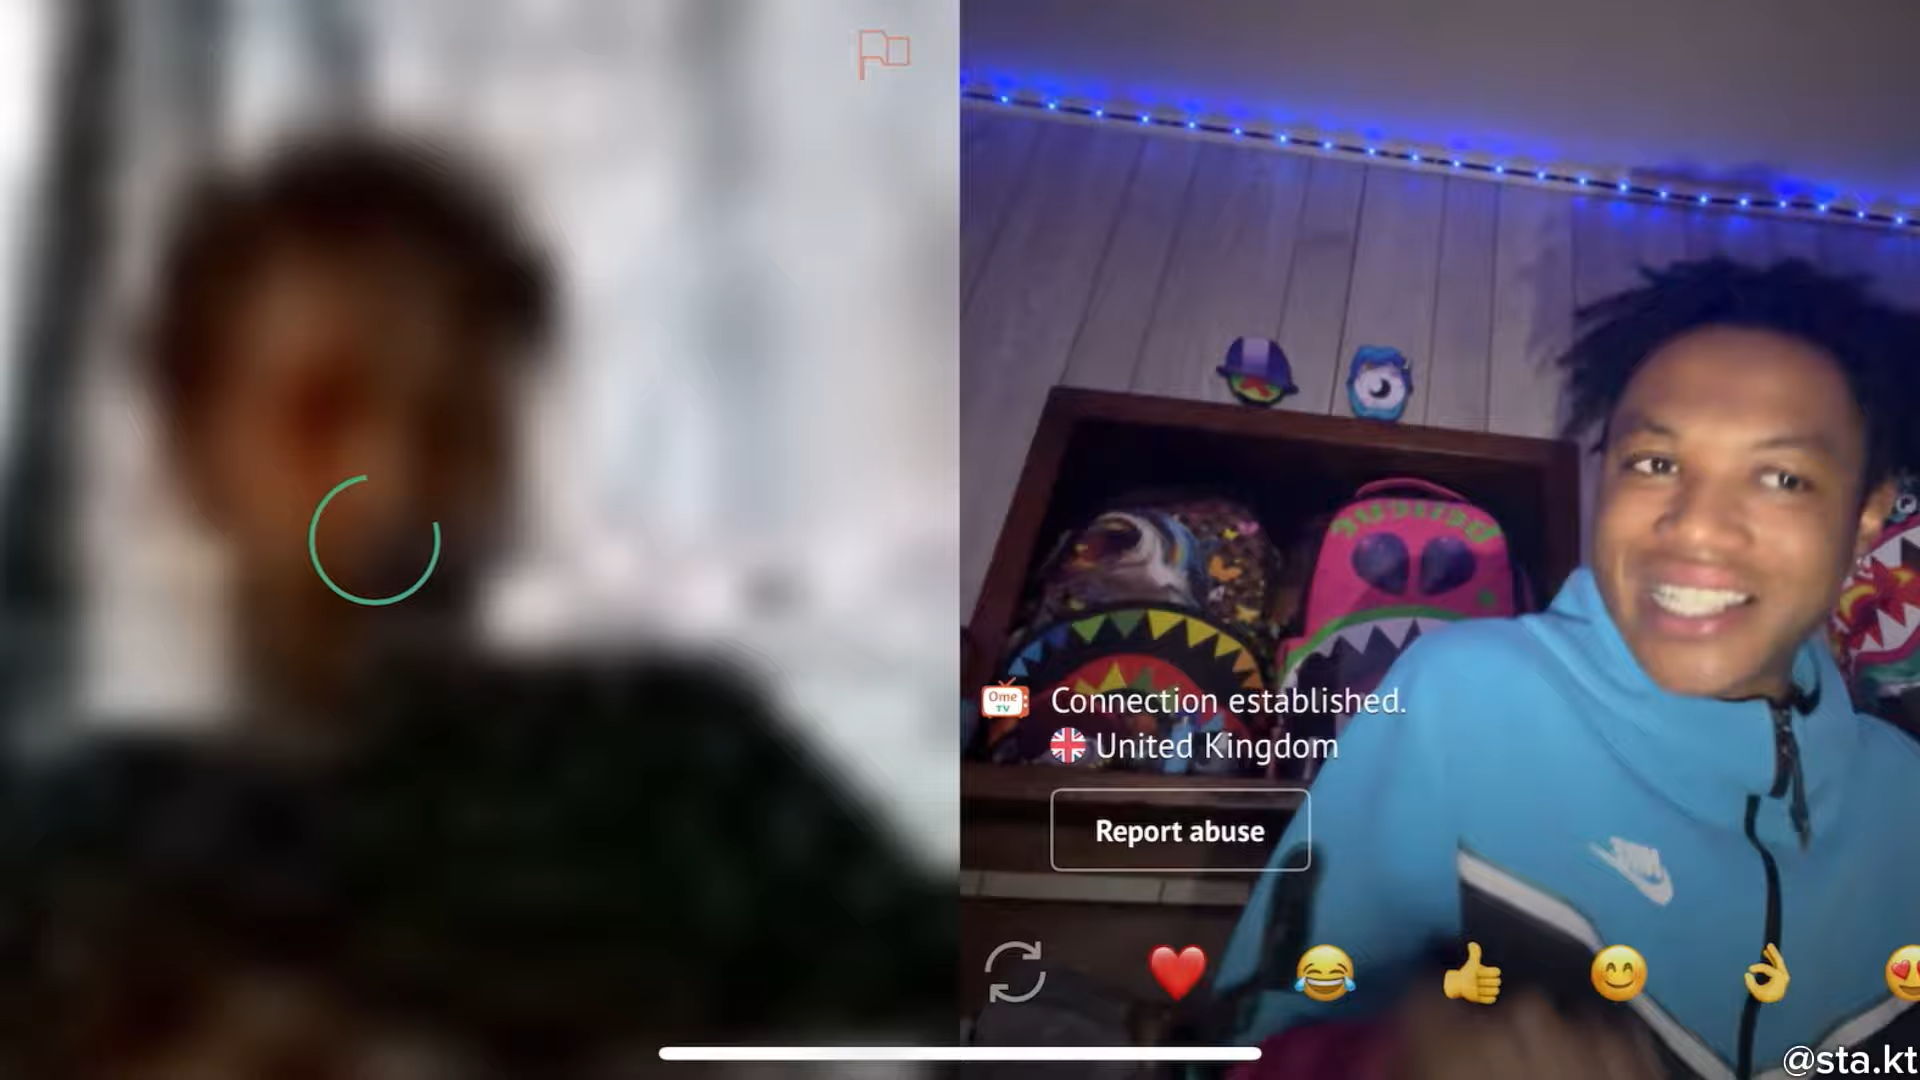 Ome
TV
Connection established.
United Kingdom
Report abuse
@sta.kt